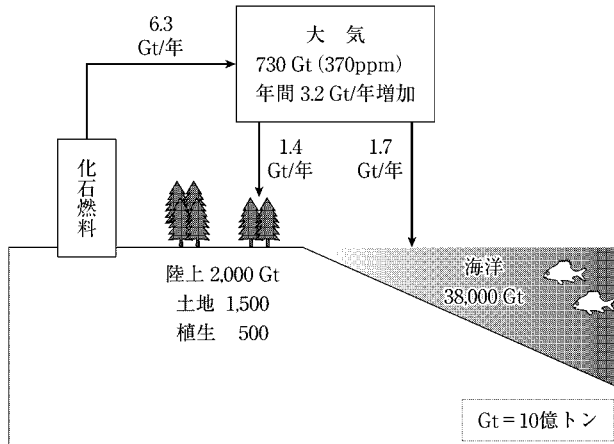 6.3
Gt/年
大 気
730 Gt (370ppm)
年間 3.2 Gt/年増加
1.4
Gt/年
1.7
Gt/年
化石燃料
陸上 2,000 Gt
土地 1,500
植生 500
海洋
38,000 Gt
Gt＝10億トン